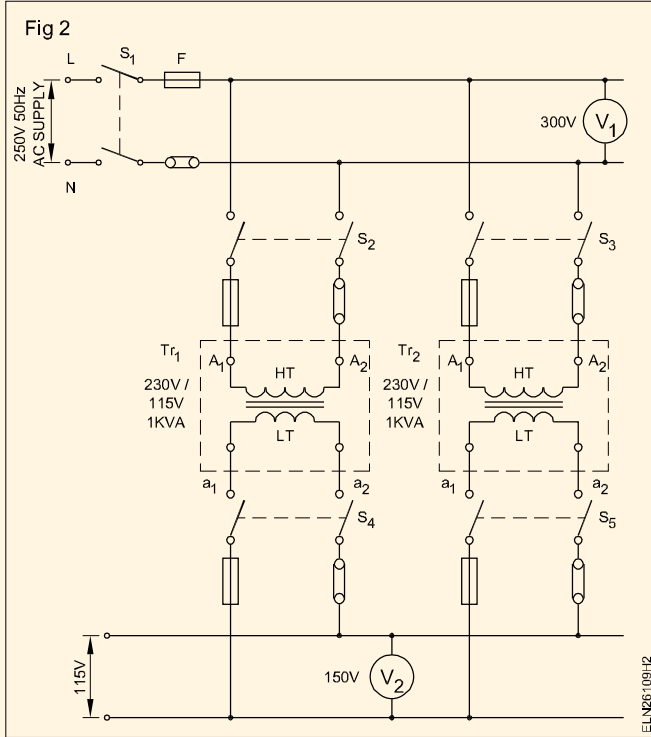 Fig 2
L
S1
F
250V 50Hz
AC SUPPLY
300V
V1
N
S2
S3
Tr1
A1
A2
Tr2
A1
A2
HT
HT
230V /
115V
1KVA
230V /
115V
1KVA
LT
LT
a1
a2
a1
a2
S4
S5
115V
150V
V2
ELN26109H2